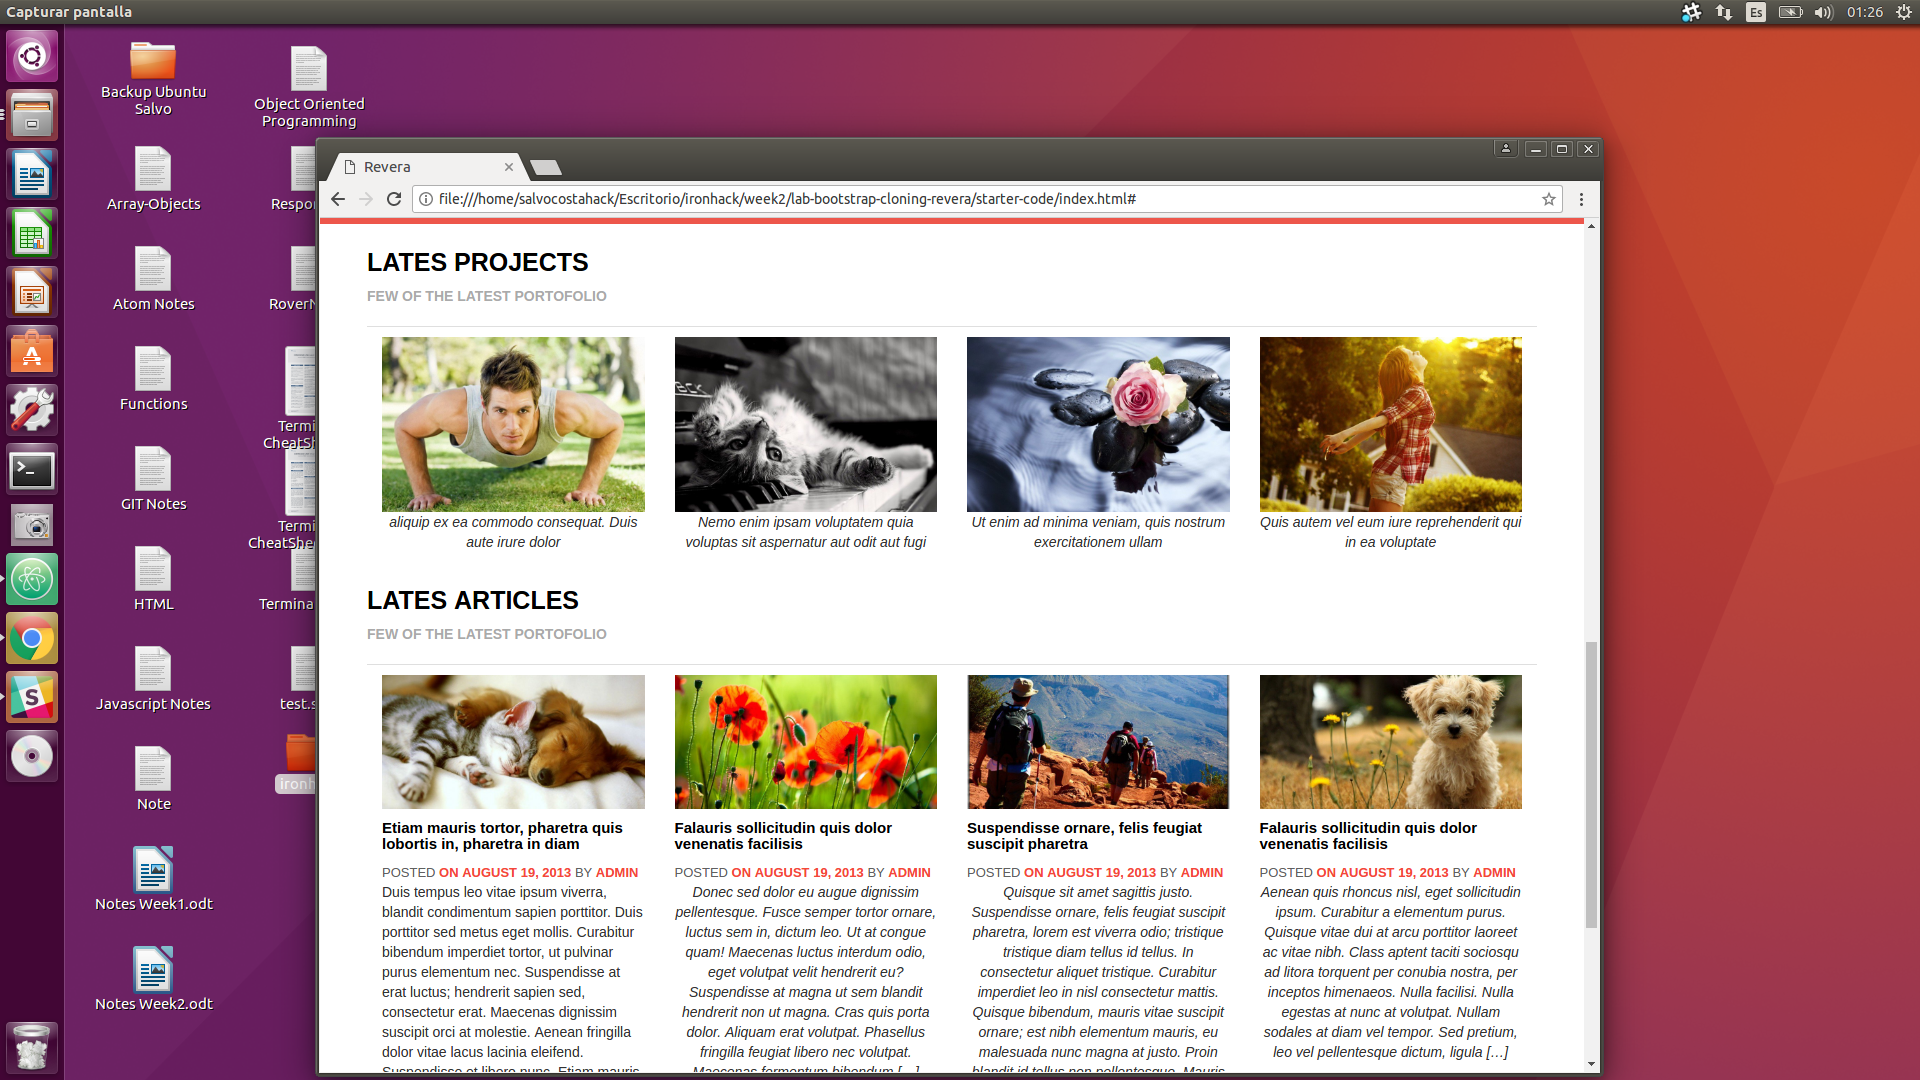 Capturar pantalla
Es
01:26
Backup Ubuntu
Salvo
Object Oriented
Programming
Array-Objects
Respo
Atom Notes
RoverN
Functions
Termi
CheatSh
GIT Notes
Termi
CheatShe
HTML
Termina
Javascript Notes
test.s
Note
ironh
Notes Week1.odt
Notes Week2.odt
Revera
file:///home/salvocostahack/Escritorio/ironhack/week2/lab-bootstrap-cloning-revera/starter-code/index.html#
LATES PROJECTS
FEW OF THE LATEST PORTOFOLIO
aliquip ex ea commodo consequat. Duis
aute irure dolor
Nemo enim ipsam voluptatem quia
voluptas sit aspernatur aut odit aut fugi
Ut enim ad minima veniam, quis nostrum
exercitationem ullam
Quis autem vel eum iure reprehenderit qui
in ea voluptate
LATES ARTICLES
FEW OF THE LATEST PORTOFOLIO
Etiam mauris tortor, pharetra quis
lobortis in, pharetra in diam
POSTED ON AUGUST 19, 2013 BY ADMIN
Duis tempus leo vitae ipsum viverra,
blandit condimentum sapien porttitor. Duis
porttitor sed metus eget mollis. Curabitur
bibendum imperdiet tortor, ut pulvinar
purus elementum nec. Suspendisse at
erat luctus; hendrerit sapien sed,
consectetur erat. Maecenas dignissim
suscipit orci at molestie. Aenean fringilla
dolor vitae lacus lacinia eleifend.
Suspendisse et libero nunc. Etiam mauris
Falauris sollicitudin quis dolor
venenatis facilisis
POSTED ON AUGUST 19, 2013 BY ADMIN
Donec sed dolor eu augue dignissim
pellentesque. Fusce semper tortor ornare,
luctus sem in, dictum leo. Ut at congue
quam! Maecenas luctus interdum odio,
eget volutpat velit hendrerit eu?
Suspendisse at magna ut sem blandit
hendrerit non ut magna. Cras quis porta
dolor. Aliquam erat volutpat. Phasellus
fringilla feugiat libero nec volutpat.
Maecenas fermentum bibendum [...]
Suspendisse ornare, felis feugiat
suscipit pharetra
POSTED ON AUGUST 19, 2013 BY ADMIN
Quisque sit amet sagittis justo.
Suspendisse ornare, felis feugiat suscipit
pharetra, lorem est viverra odio; tristique
tristique diam tellus id tellus. In
consectetur aliquet tristique. Curabitur
imperdiet leo in nisl consectetur mattis.
Quisque bibendum, mauris vitae suscipit
ornare; est nibh elementum mauris, eu
malesuada nunc magna at justo. Proin
blandit id tellus non pellentesque. Mauris
Falauris sollicitudin quis dolor
venenatis facilisis
POSTED ON AUGUST 19, 2013 BY ADMIN
Aenean quis rhoncus nisl, eget sollicitudin
ipsum. Curabitur a elementum purus.
Quisque vitae dui at arcu porttitor laoreet
ac vitae nibh. Class aptent taciti sociosqu
ad litora torquent per conubia nostra, per
inceptos himenaeos. Nulla facilisi. Nulla
egestas at nunc at volutpat. Nullam
sodales at diam vel tempor. Sed pretium,
leo vel pellentesque dictum, ligula [...]